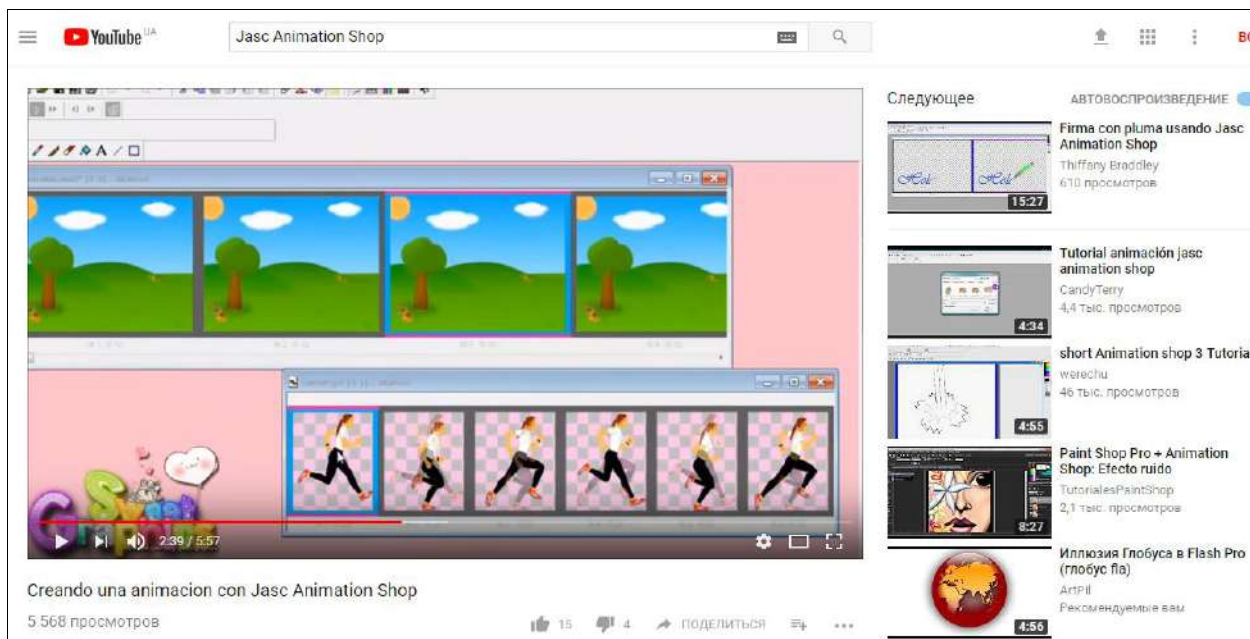 YouTube UA
Jasc Animation Shop
2:39 / 5:57
Creando una animacion con Jasc Animation Shop
5 568 просмотров
15
4
ПОДЕЛИТЬСЯ
Следующее
АВТОВОСПРОИЗВЕДЕНИЕ
Firma con pluma usando Jasc
Animation Shop
Thiffany Braddley
610 просмотров
15:27
Tutorial animación jasc
animation shop
CandyTerry
4,4 тыс. просмотров
4:34
short Animation shop 3 Tutoria
werechu
46 тыс. просмотров
4:55
Paint Shop Pro + Animation
Shop: Efecto ruido
TutorialesPaintShop
2,1 тыс. просмотров
8:27
Иллюзия Глобуса в Flash Pro
(глобус fla)
ArtPil
Рекомендуемые вам
4:56